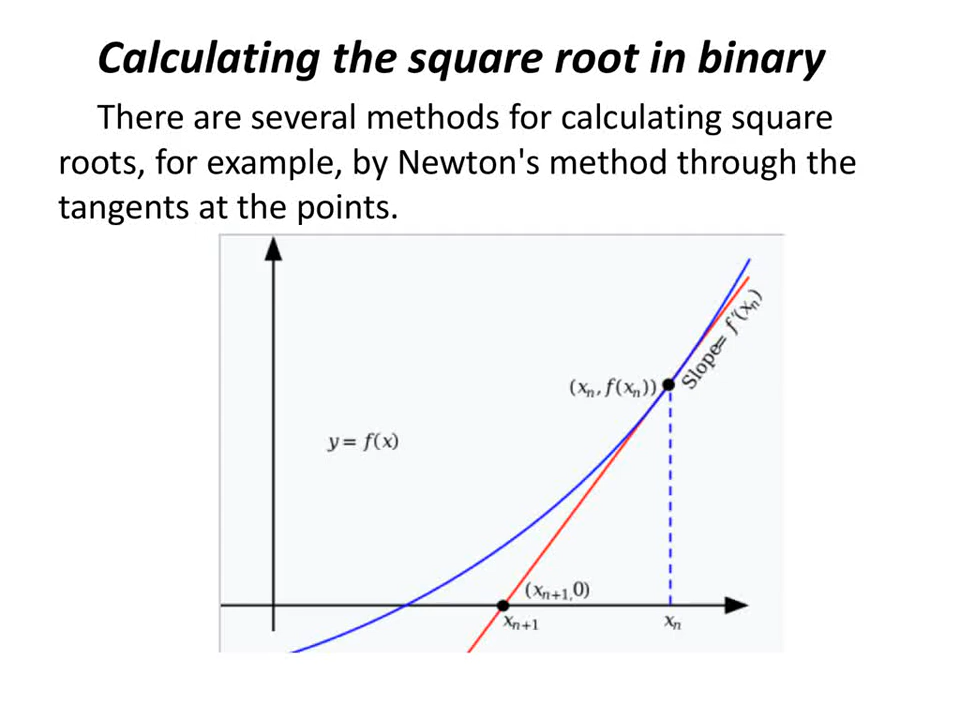 Calculating the square root in binary
There are several methods for calculating square
roots, for example, by Newton's method through the
tangents at the points.
Slope= f'(xₙ)
(xₙ, f(xₙ))
y = f(x)
(xₙ₊₁,0)
xₙ₊₁
xₙ